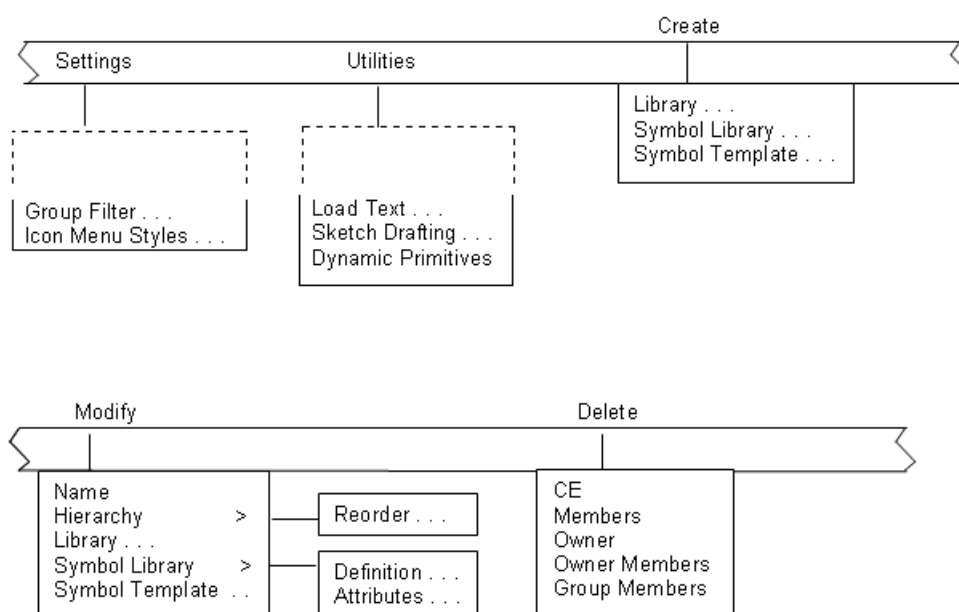 Create
Settings
Utilities
Library . . .
Symbol Library . . .
Symbol Template . . .
Group Filter . . .
Icon Menu Styles . . .
Load Text . . .
Sketch Drafting . . .
Dynamic Primitives
Modify
Delete
Name
Hierarchy >
Library . . .
Symbol Library >
Symbol Template . .
Reorder . . .
Definition . . .
Attributes . . .
CE
Members
Owner
Owner Members
Group Members